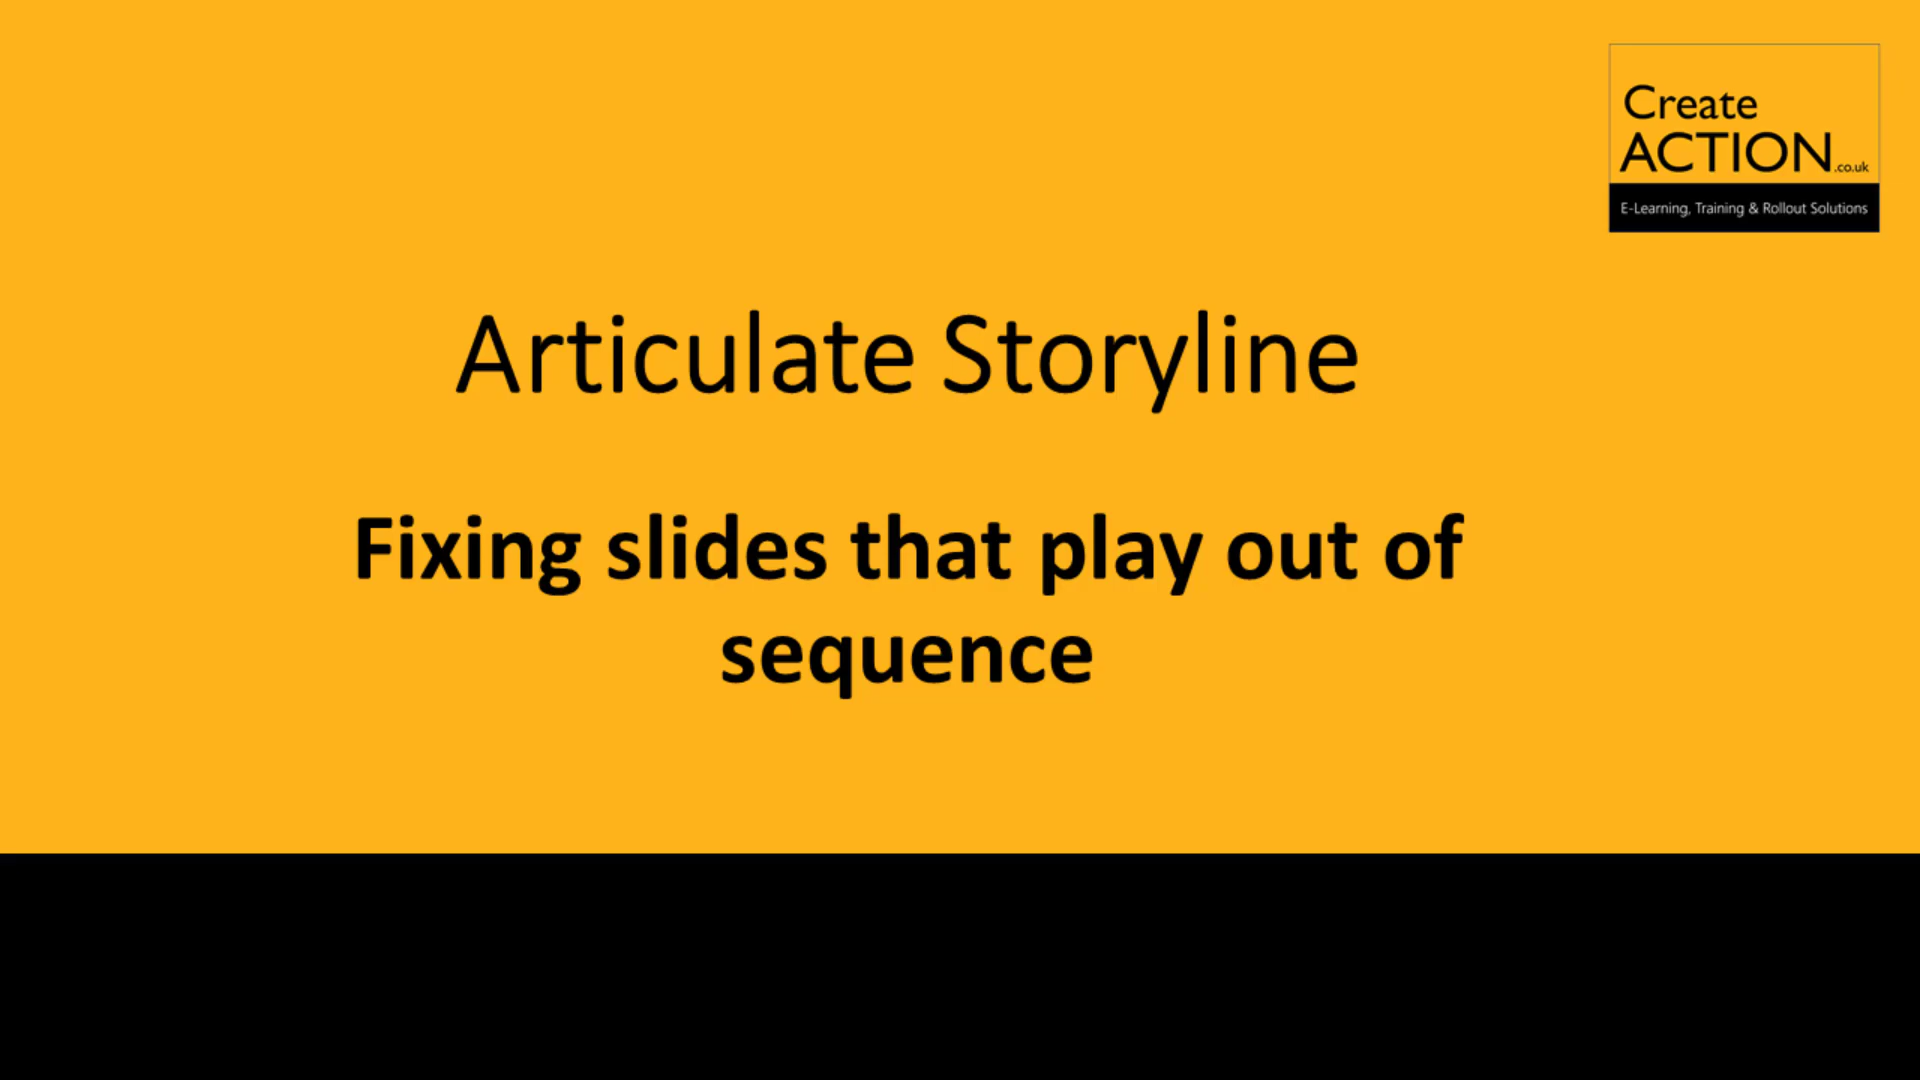 Create
ACTION.co.uk
E-Learning, Training & Rollout Solutions
Articulate Storyline
Fixing slides that play out of
sequence